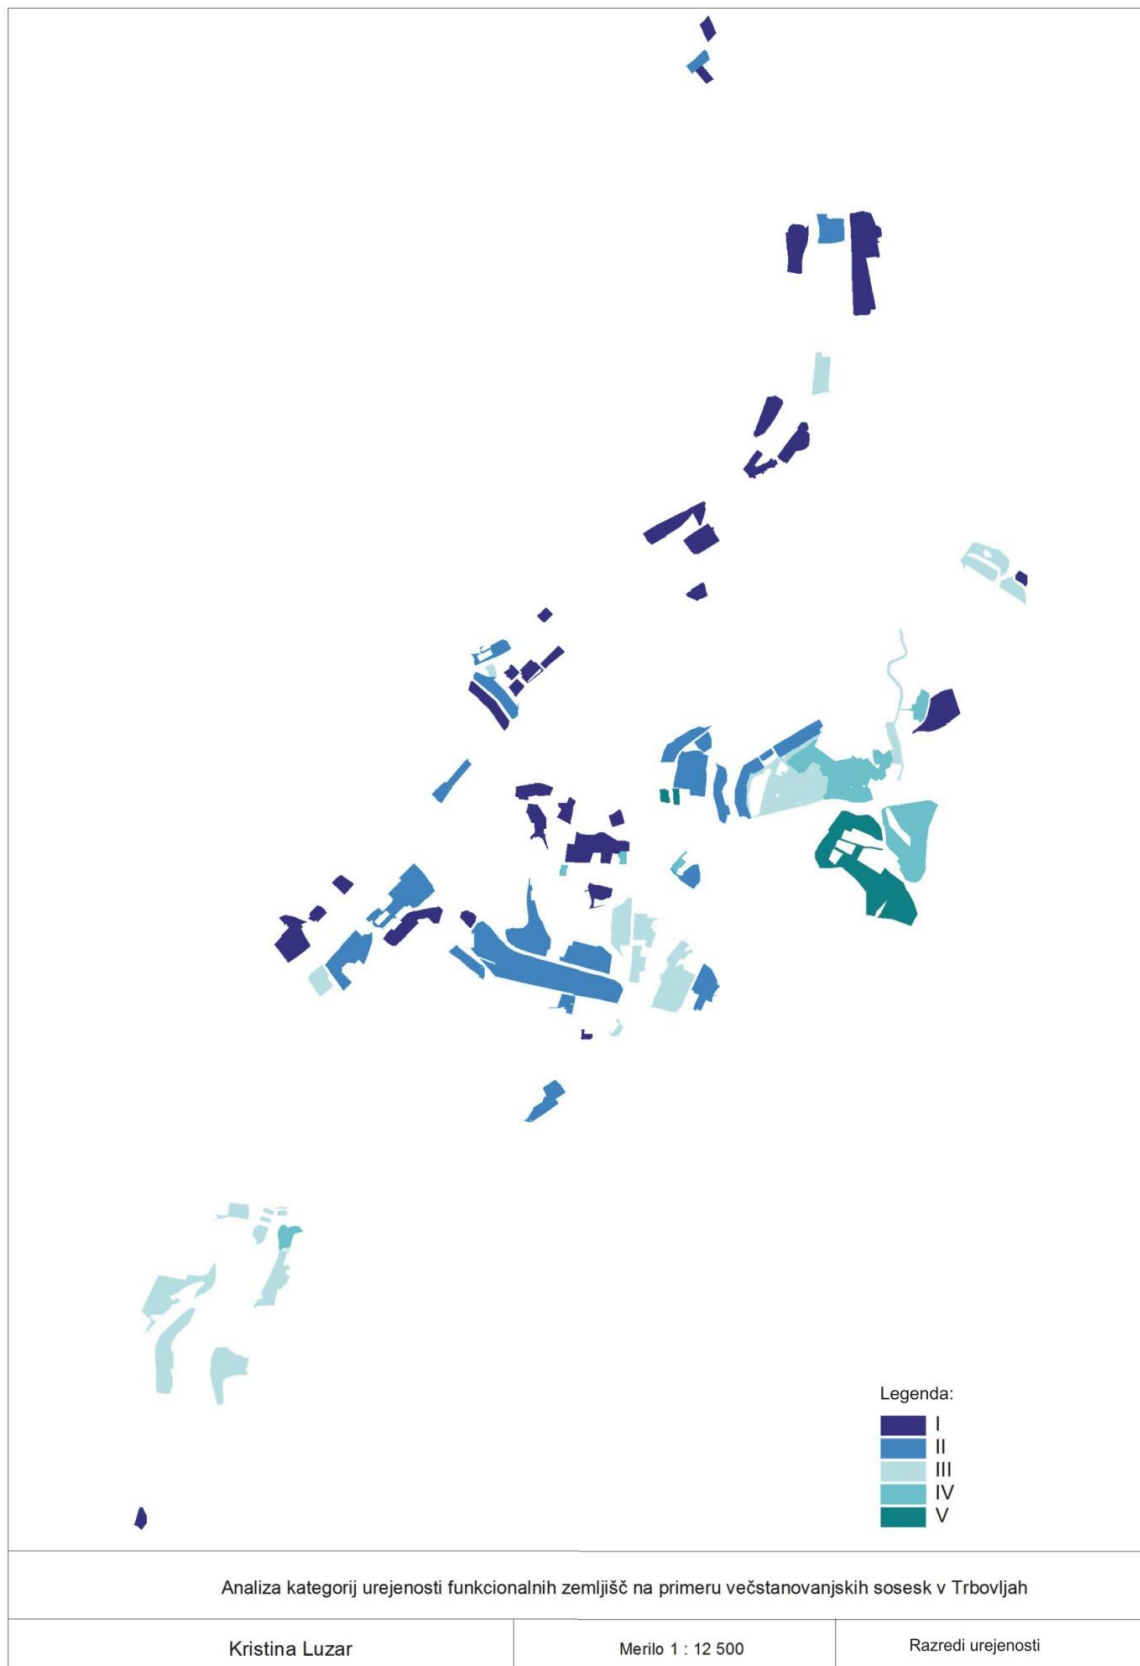 Legenda:
I
II
III
IV
V
Analiza kategorij urejenosti funkcionalnih zemljišč na primeru večstanovanjskih sosesk v Trbovljah
Kristina Luzar
Merilo 1 : 12 500
Razredi urejenosti